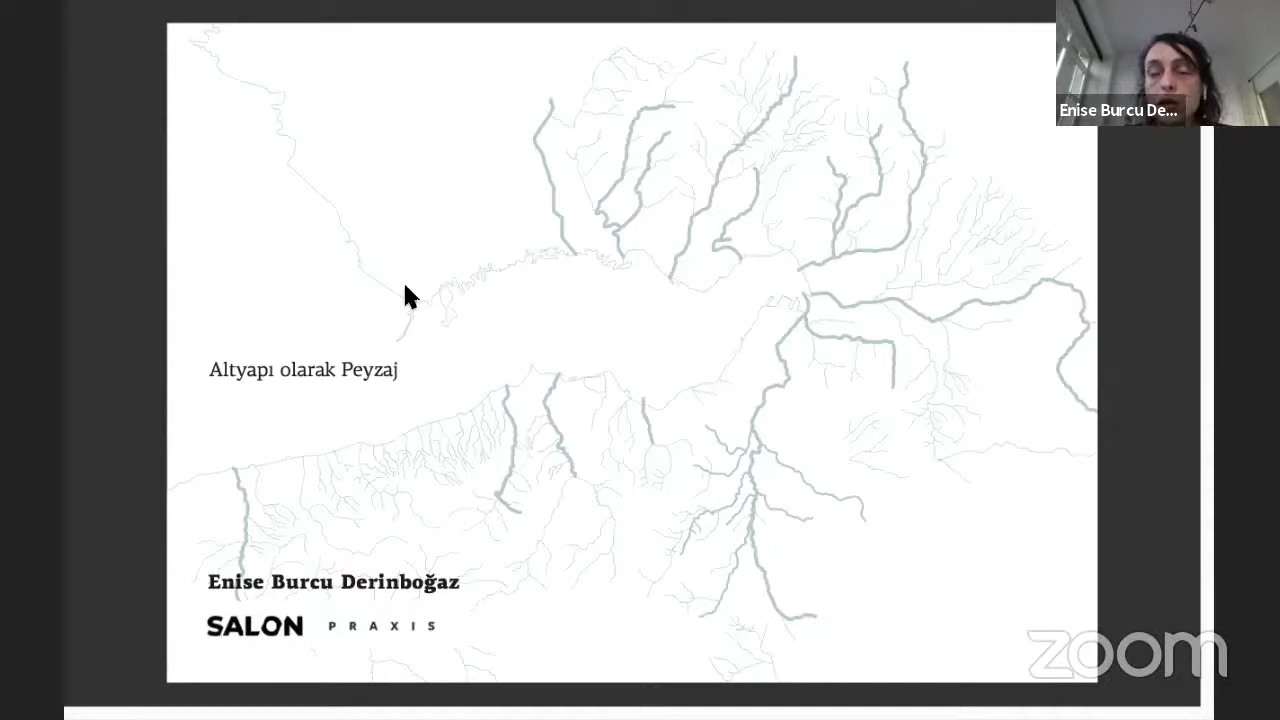 Enise Burcu De...
Altyapı olarak Peyzaj
Enise Burcu Derinboğaz
SALON PRAXIS
zoom